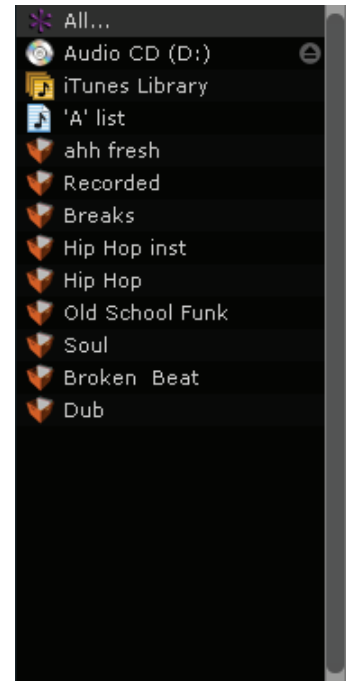 All...
Audio CD (D:)
iTunes Library
'A' list
ahh fresh
Recorded
Breaks
Hip Hop inst
Hip Hop
Old School Funk
Soul
Broken  Beat
Dub